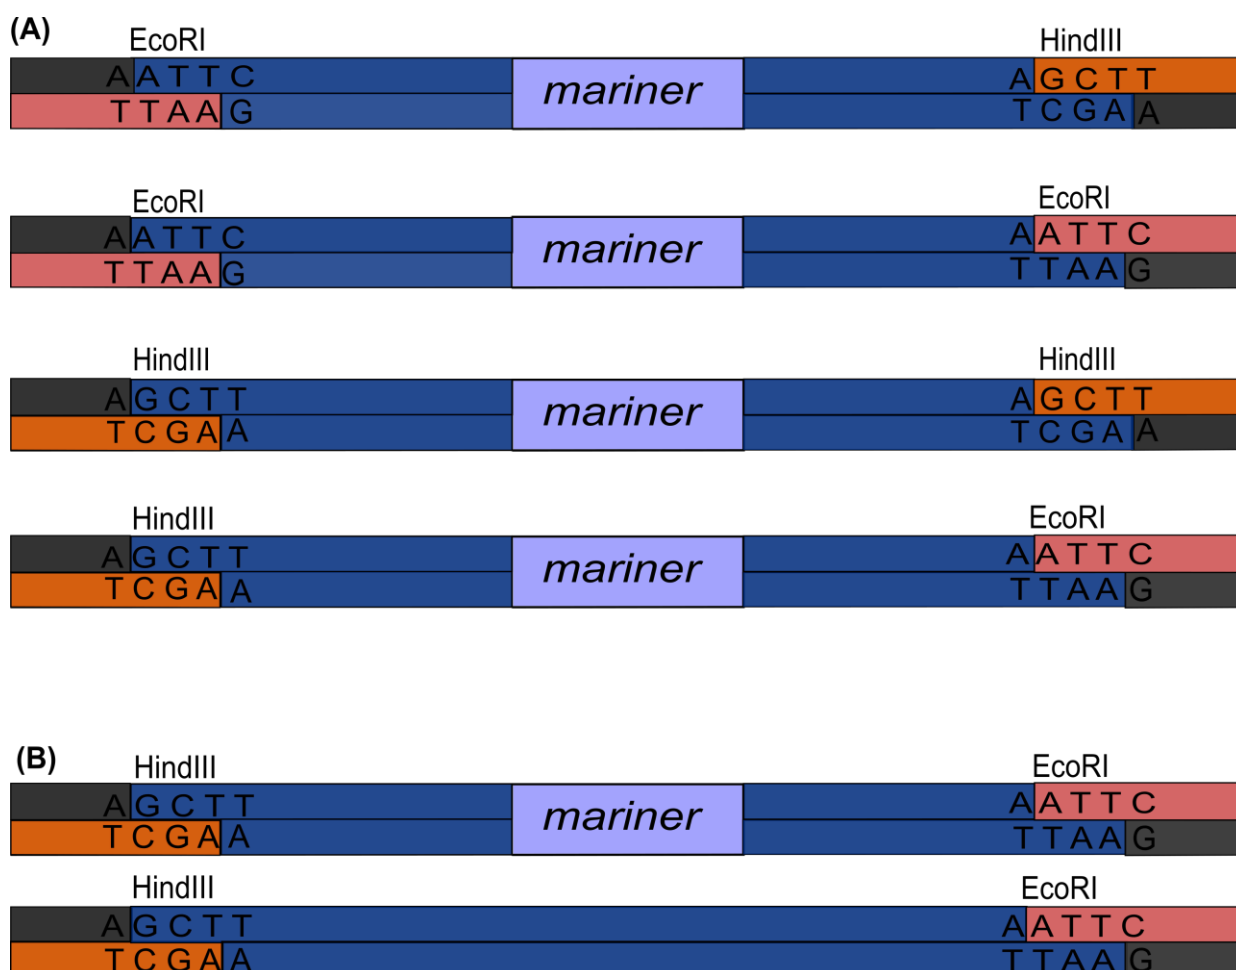 (A)
EcoRI HindIII
A A T T C mariner A G C T T
T T A A G T C G A A
EcoRI EcoRI
A A T T C mariner A A T T C
T T A A G T T A A G
HindIII HindIII
A G C T T mariner A G C T T
T C G A A T C G A A
HindIII EcoRI
A G C T T mariner A A T T C
T C G A A T T A A G
(B)
HindIII EcoRI
A G C T T mariner A A T T C
T C G A A T T A A G
HindIII EcoRI
A G C T T A A T T C
T C G A A T T A A G